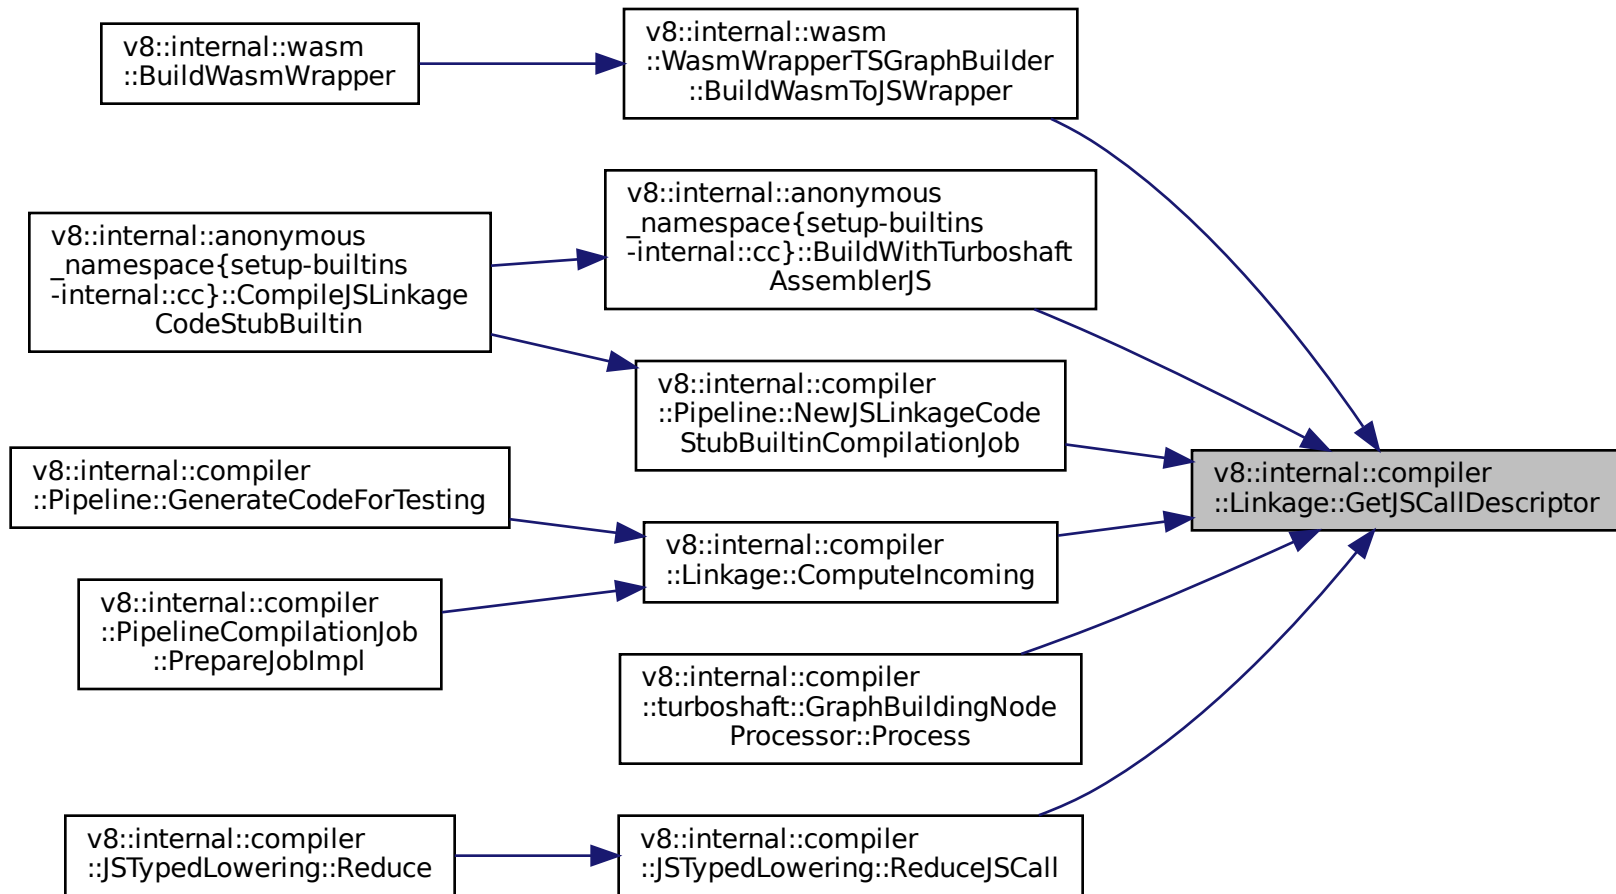 v8::internal::wasm
::BuildWasmWrapper
v8::internal::wasm
::WasmWrapperTSGraphBuilder
::BuildWasmToJSWrapper
v8::internal::anonymous
_namespace{setup-builtins
-internal::cc}::CompileJSLinkage
CodeStubBuiltin
v8::internal::anonymous
_namespace{setup-builtins
-internal::cc}::BuildWithTurboshaft
AssemblerJS
v8::internal::compiler
::Pipeline::NewJSLinkageCode
StubBuiltinCompilationJob
v8::internal::compiler
::Linkage::GetJSCallDescriptor
v8::internal::compiler
::Pipeline::GenerateCodeForTesting
v8::internal::compiler
::Linkage::ComputeIncoming
v8::internal::compiler
::PipelineCompilationJob
::PrepareJobImpl
v8::internal::compiler
::turboshaft::GraphBuildingNode
Processor::Process
v8::internal::compiler
::JSTypedLowering::Reduce
v8::internal::compiler
::JSTypedLowering::ReduceJSCall